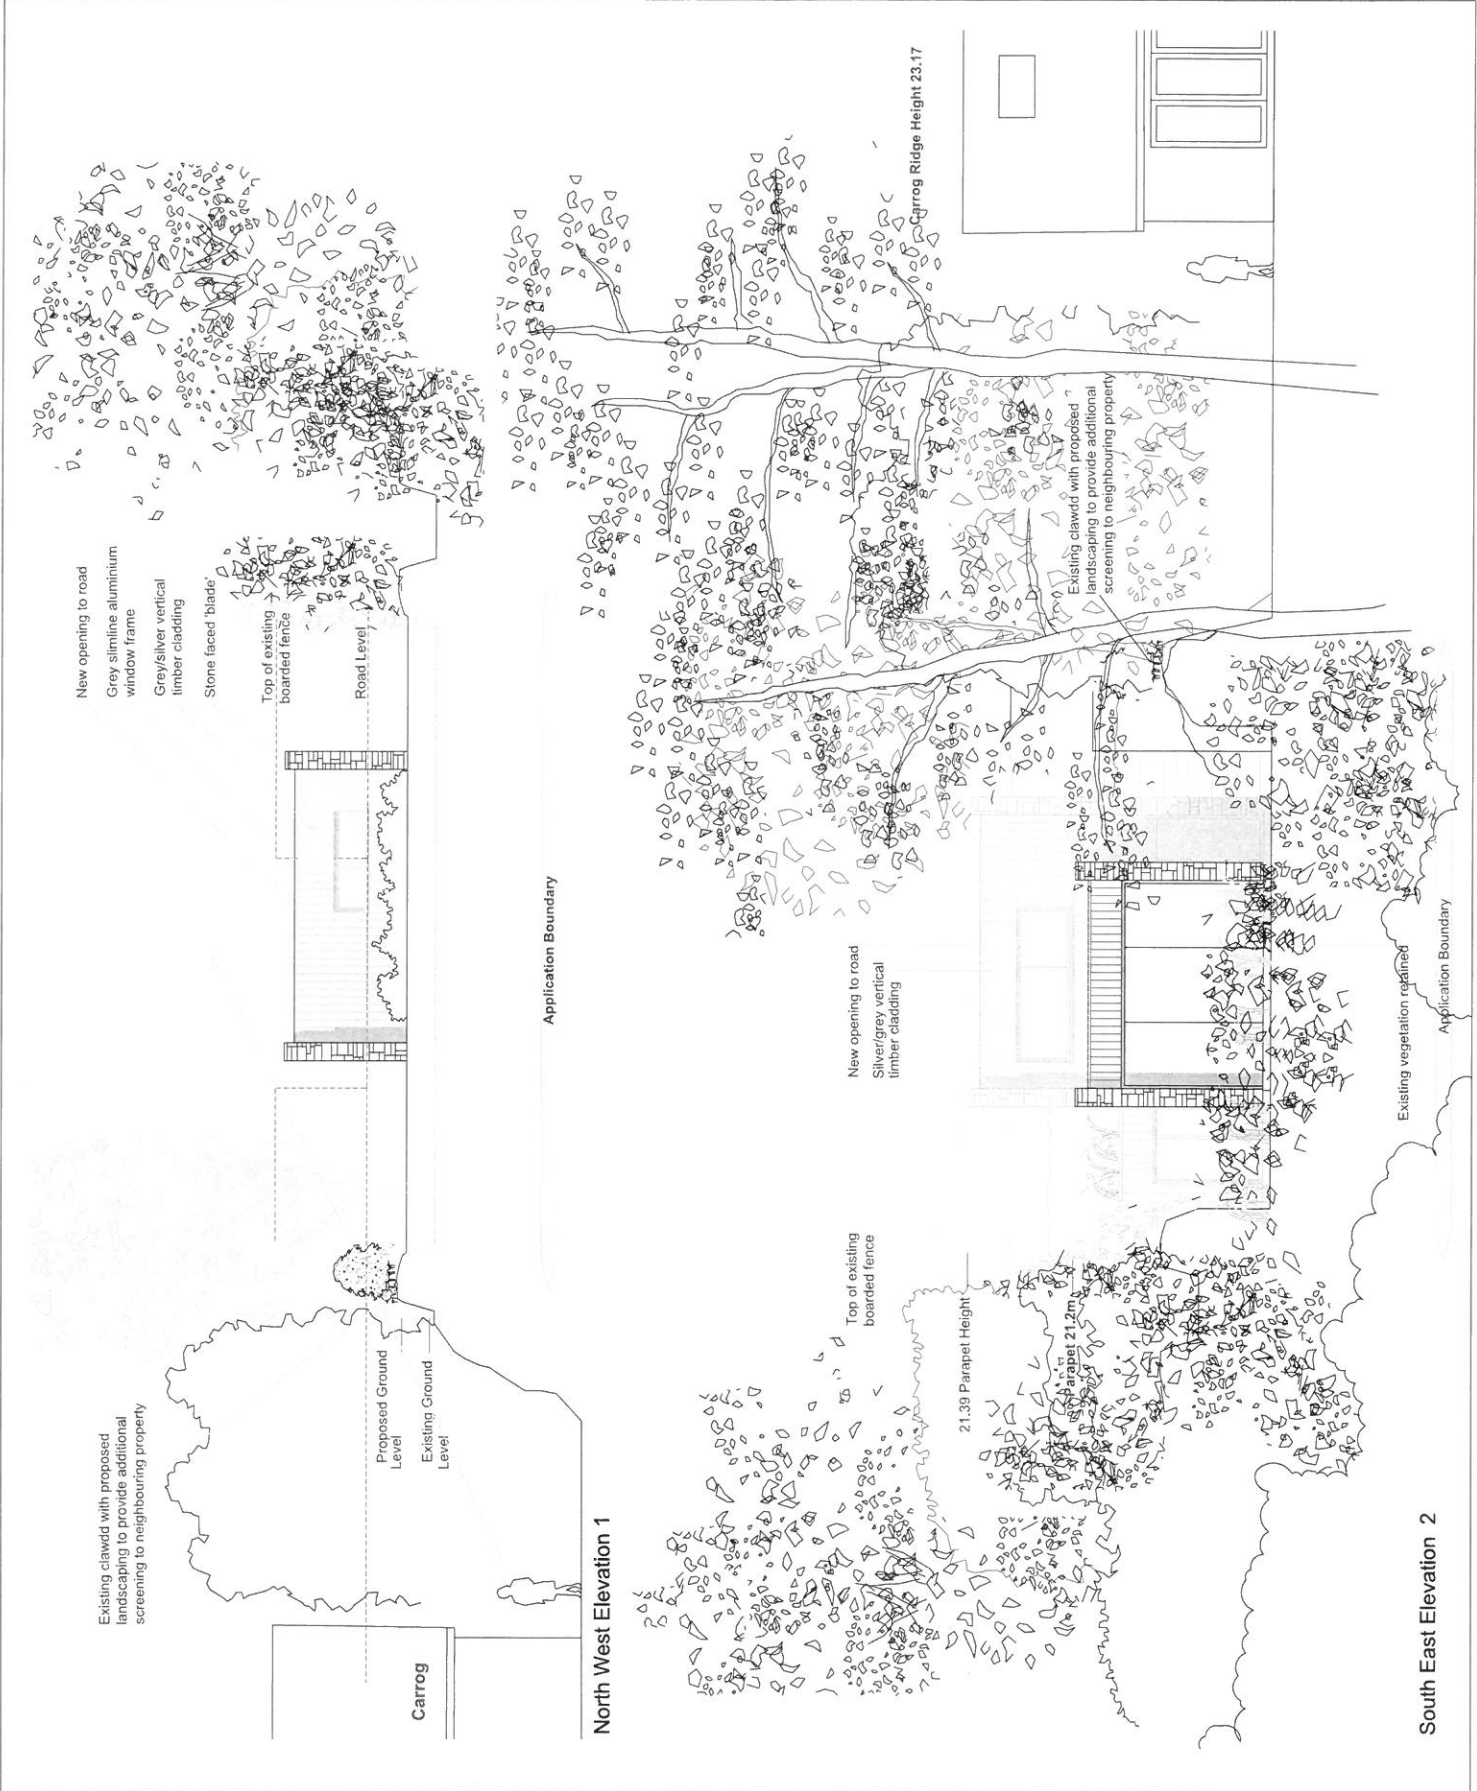 Existing clawdd with proposed
landscaping to provide additional
screening to neighbouring property
New opening to road
Grey slimline aluminium
window frame
Grey/silver vertical
timber cladding
Stone faced 'blade'
Top of existing
boarded fence
Road Level
Proposed Ground
Level
Existing Ground
Level
Carrog
Application Boundary
North West Elevation 1
Carrog Ridge Height 23.17
New opening to road
Silver/grey vertical
timber cladding
Top of existing
boarded fence
21.39 Parapet Height
Parapet 21.2m
Existing clawdd with proposed
landscaping to provide additional
screening to neighbouring property
Existing vegetation retained
Application Boundary
South East Elevation 2